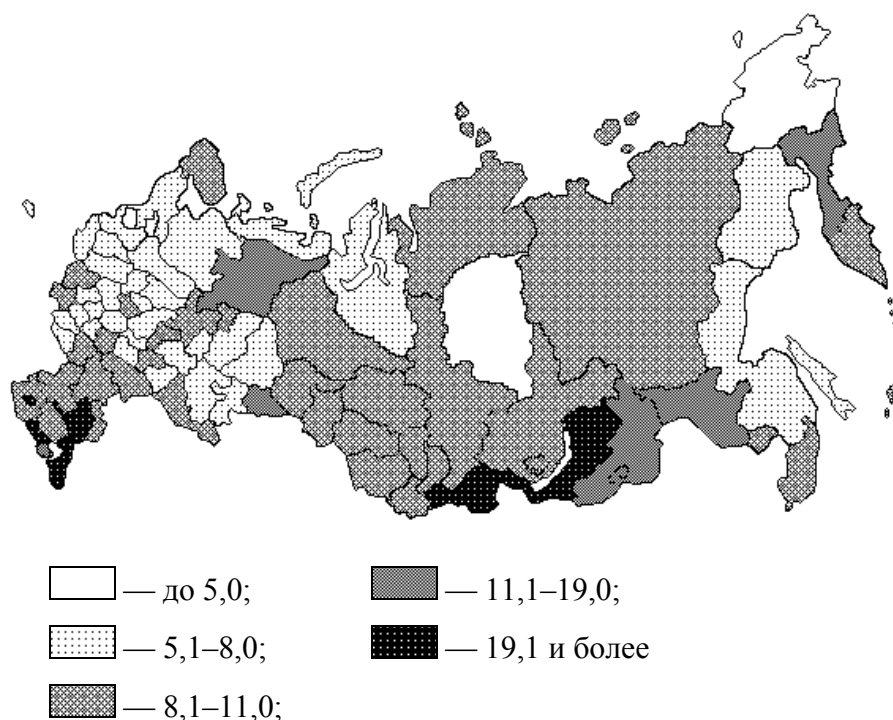 — до 5,0;
— 5,1–8,0;
— 8,1–11,0;
— 11,1–19,0;
— 19,1 и более